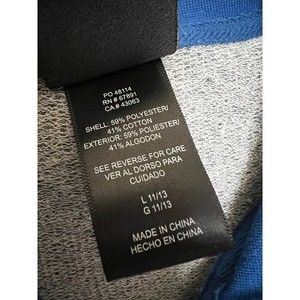 PO 48114
RN # 67891
CA # 43063
SHELL: 59% POLYESTER/
41% COTTON
EXTERIOR: 59% POLIESTER/
41% ALGODON
SEE REVERSE FOR CARE
VER AL DORSO PARA
CUIDADO
L 11/13
G 11/13
MADE IN CHINA
HECHO EN CHINA